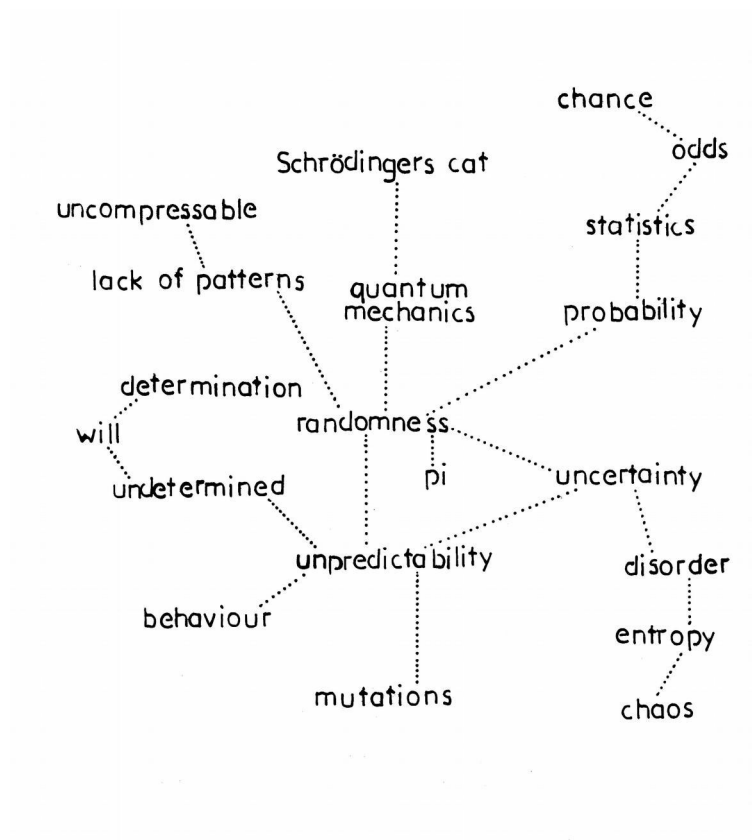 chance
odds
Schrödingers cat
uncompressable
statistics
lack of patterns
quantum
mechanics
probability
determination
randomness
will
pi
uncertainty
undetermined
unpredictability
disorder
behaviour
entropy
mutations
chaos